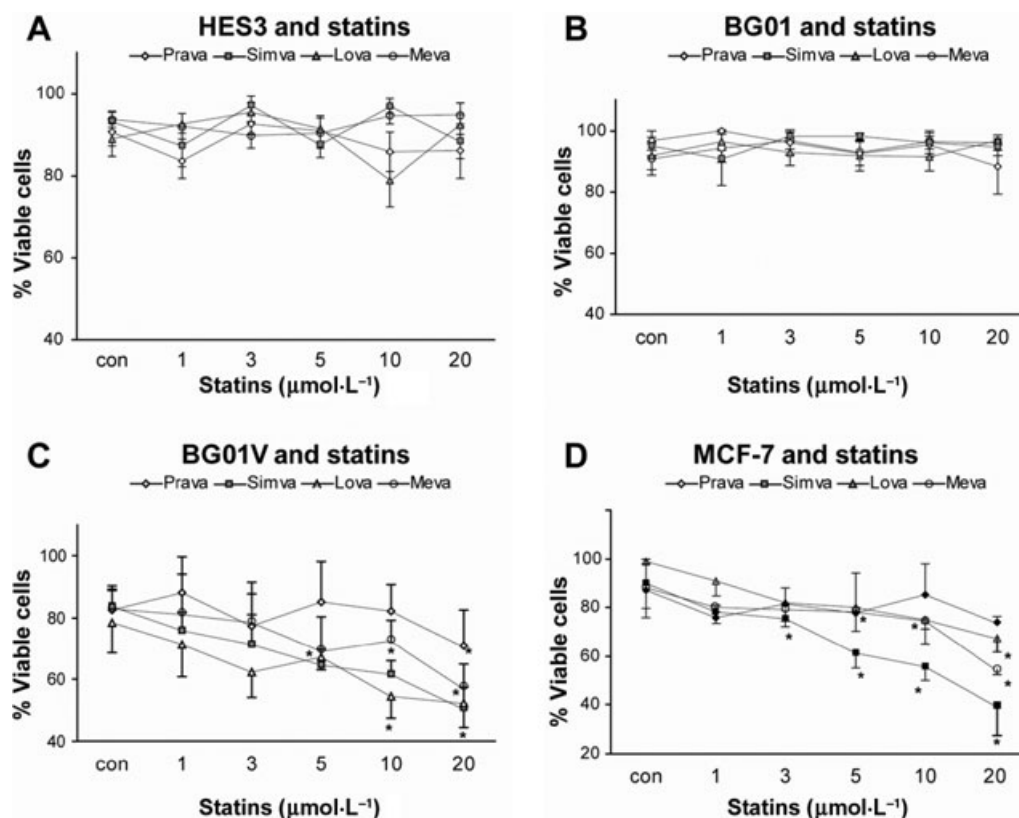 A HES3 and statins
Prava Simva Lova Meva
100
80
60
40
% Viable cells
con 1 3 5 10 20
Statins (μmol·L⁻¹)
B BG01 and statins
Prava Simva Lova Meva
100
80
60
40
% Viable cells
con 1 3 5 10 20
Statins (μmol·L⁻¹)
C BG01V and statins
Prava Simva Lova Meva
100
80
60
40
% Viable cells
* * * * *
con 1 3 5 10 20
Statins (μmol·L⁻¹)
D MCF-7 and statins
Prava Simva Lova Meva
100
80
60
40
20
% Viable cells
* * * * * * * *
con 1 3 5 10 20
Statins (μmol·L⁻¹)